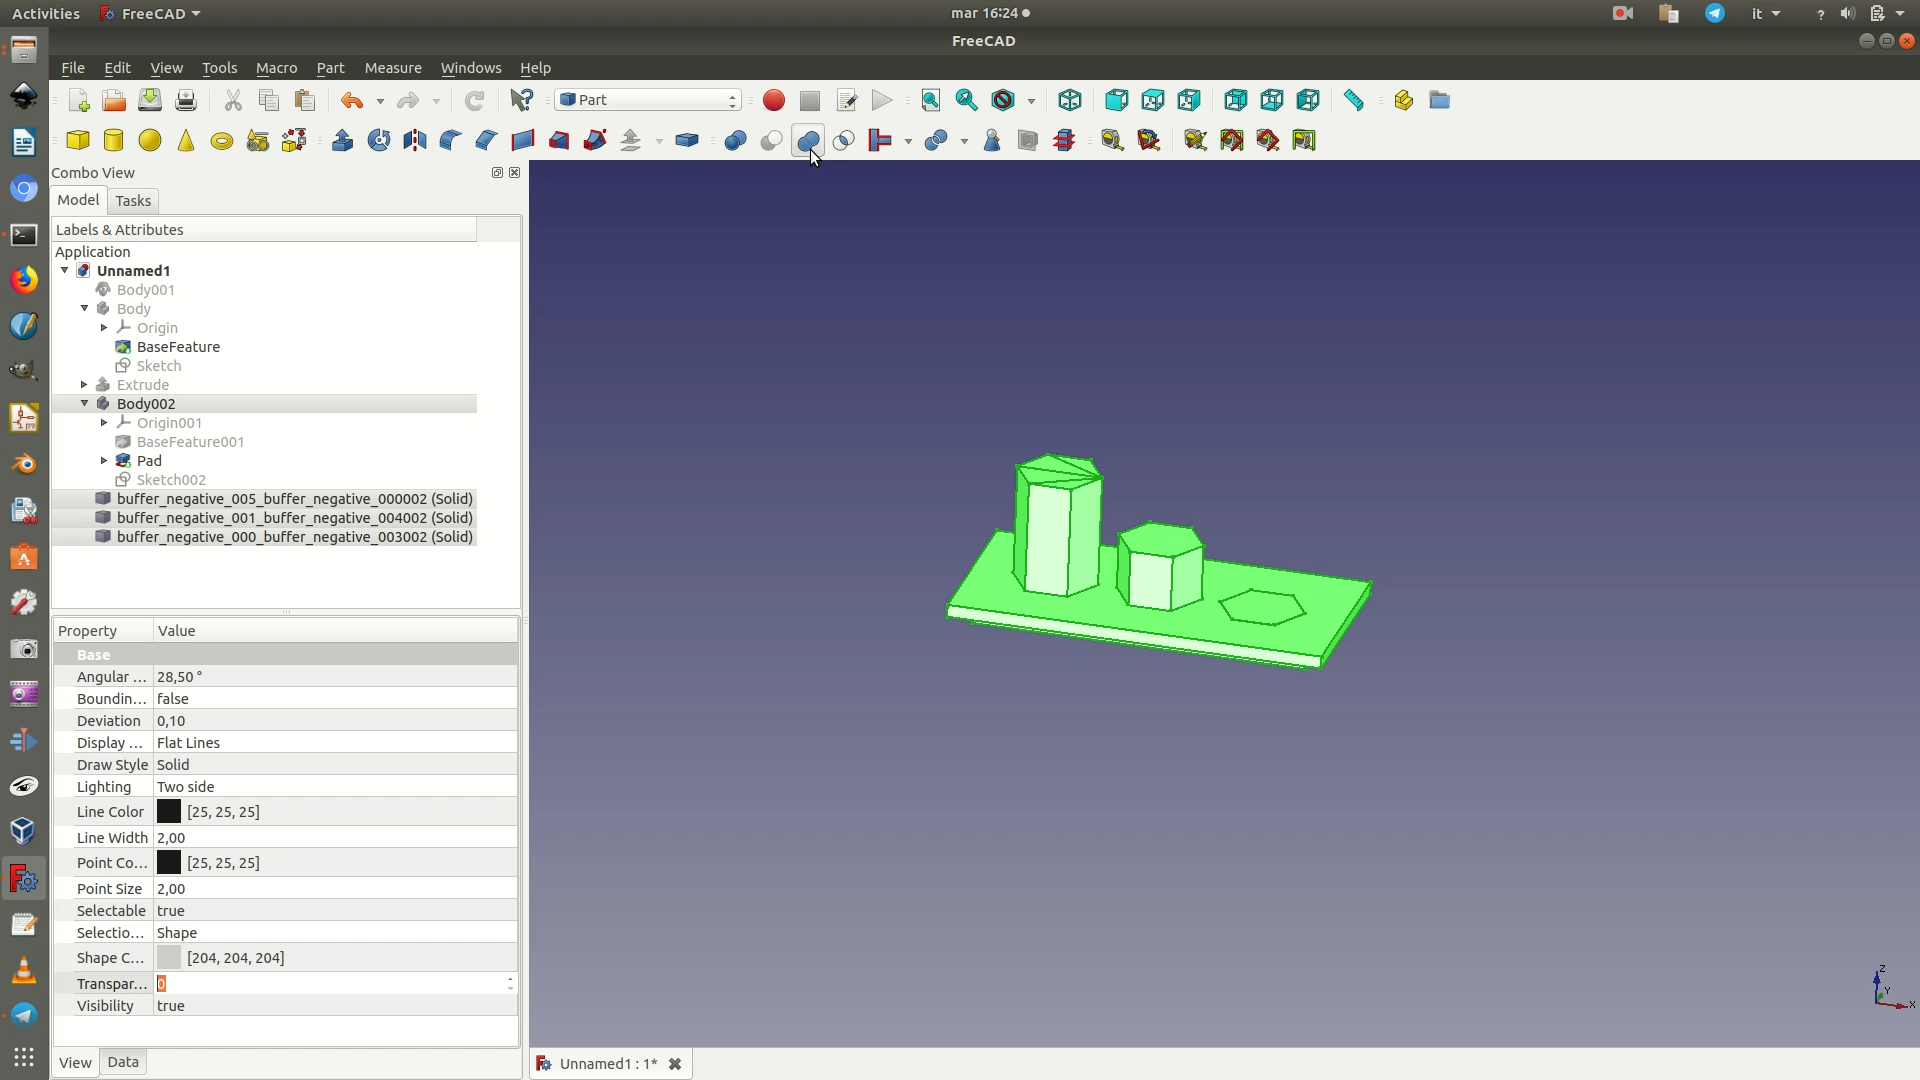 Activities FreeCAD mar 16:24 it ?
FreeCAD
File Edit View Tools Macro Part Measure Windows Help
Part
Combo View
Model Tasks
Labels & Attributes
Application
Unnamed1
Body001
Body
Origin
BaseFeature
Sketch
Extrude
Body002
Origin001
BaseFeature001
Pad
Sketch002
buffer_negative_005_buffer_negative_000002 (Solid)
buffer_negative_001_buffer_negative_004002 (Solid)
buffer_negative_000_buffer_negative_003002 (Solid)
Property Value
Base
Angular ... 28,50 °
Boundin... false
Deviation 0,10
Display ... Flat Lines
Draw Style Solid
Lighting Two side
Line Color [25, 25, 25]
Line Width 2,00
Point Co... [25, 25, 25]
Point Size 2,00
Selectable true
Selectio... Shape
Shape C... [204, 204, 204]
Transpar... 0
Visibility true
View Data
Unnamed1 : 1*
Z
Y
X